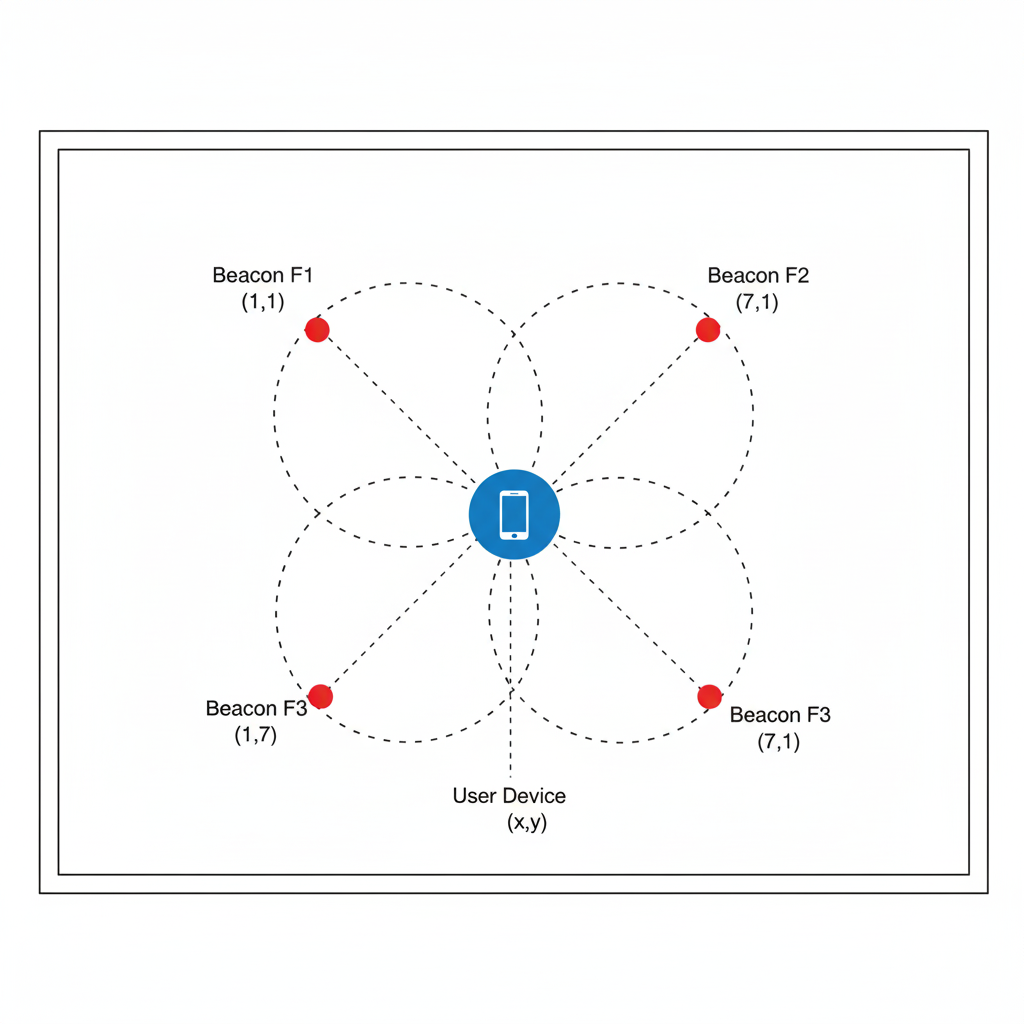 Beacon F1
(1,1)
Beacon F2
(7,1)
Beacon F3
(1,7)
Beacon F3
(7,1)
User Device
(x,y)